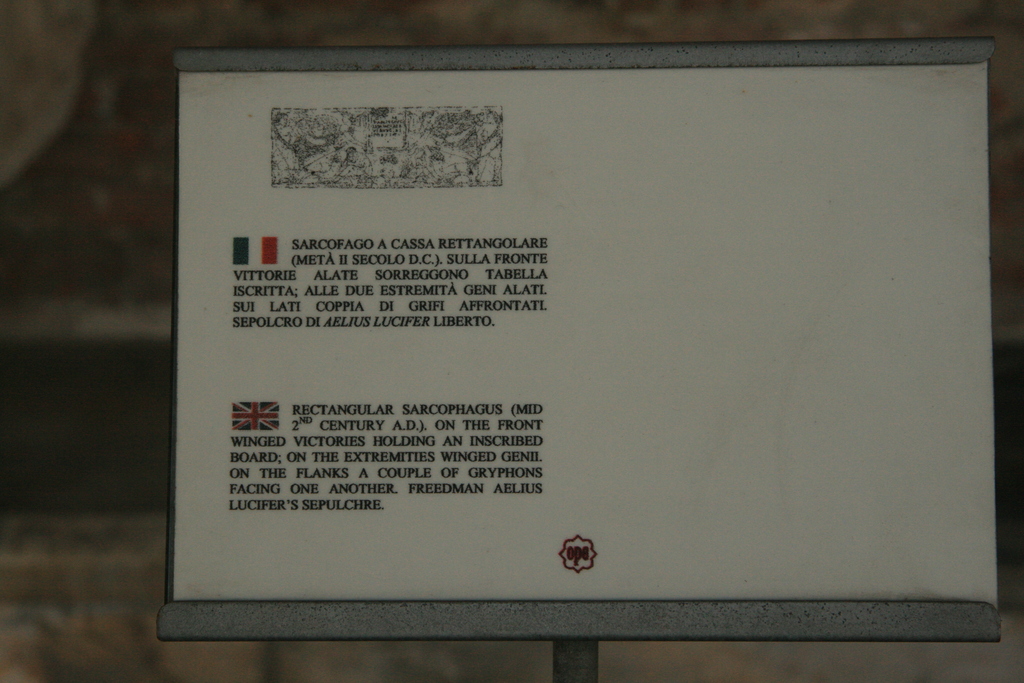 SARCOFAGO A CASSA RETTANGOLARE
(METÀ II SECOLO D.C.). SULLA FRONTE
VITTORIE ALATE SORREGGONO TABELLA
ISCRITTA; ALLE DUE ESTREMITÀ GENI ALATI.
SUI LATI COPPIA DI GRIFI AFFRONTATI.
SEPOLCRO DI AELIUS LUCIFER LIBERTO.
RECTANGULAR SARCOPHAGUS (MID
2ND CENTURY A.D.). ON THE FRONT
WINGED VICTORIES HOLDING AN INSCRIBED
BOARD; ON THE EXTREMITIES WINGED GENII.
ON THE FLANKS A COUPLE OF GRYPHONS
FACING ONE ANOTHER. FREEDMAN AELIUS
LUCIFER'S SEPULCHRE.